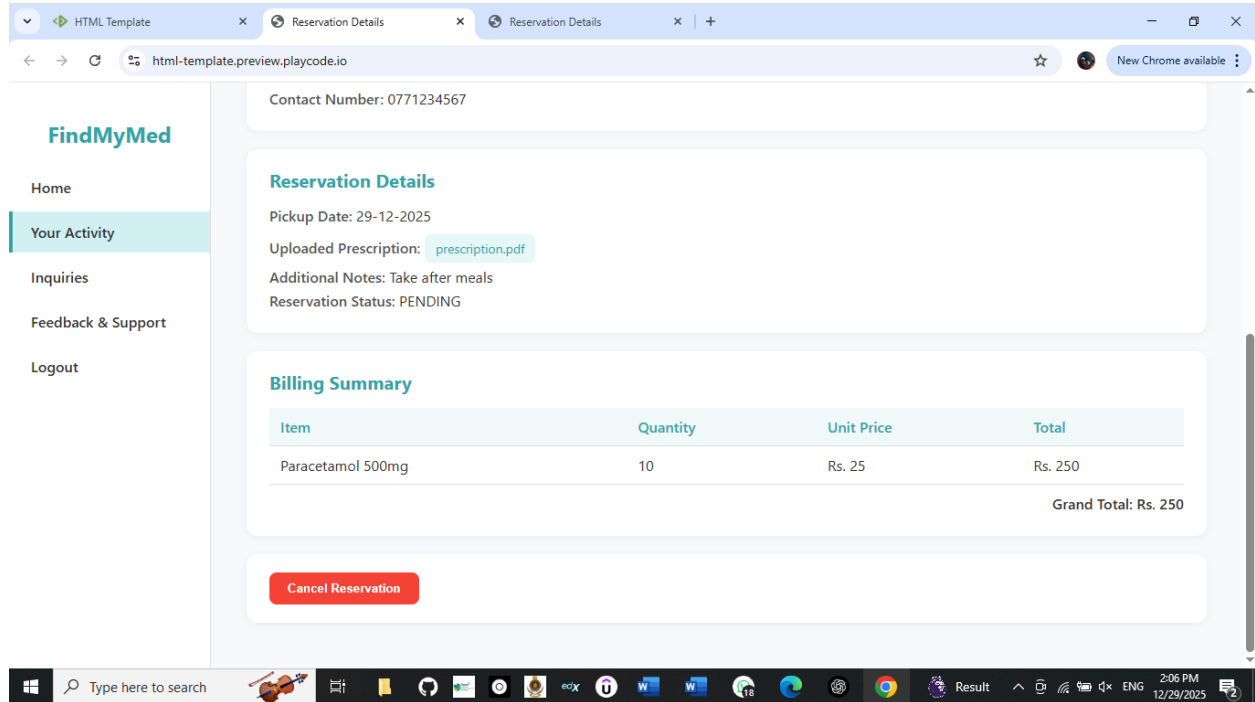 HTML Template
Reservation Details
Reservation Details
html-template.preview.playcode.io
New Chrome available
FindMyMed
Home
Your Activity
Inquiries
Feedback & Support
Logout
Contact Number: 0771234567
Reservation Details
Pickup Date: 29-12-2025
Uploaded Prescription: prescription.pdf
Additional Notes: Take after meals
Reservation Status: PENDING
Billing Summary
Item Quantity Unit Price Total
Paracetamol 500mg 10 Rs. 25 Rs. 250
Grand Total: Rs. 250
Cancel Reservation
Type here to search
edX
W
W
18
Result
ENG
2:06 PM
12/29/2025
2